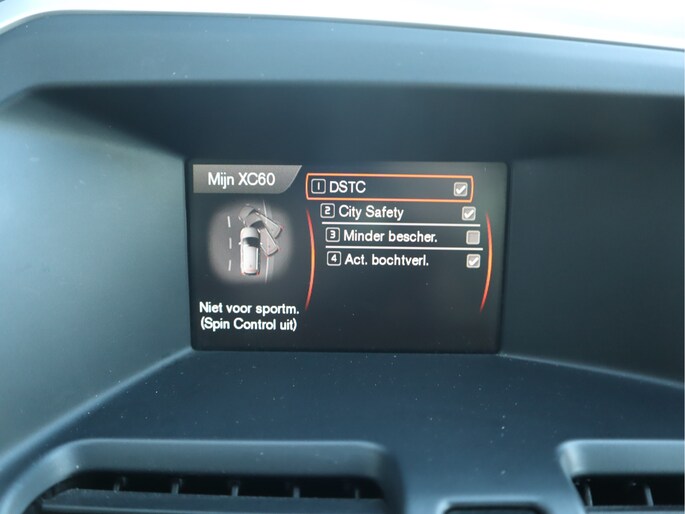 Mijn XC60
1 DSTC
2 City Safety
3 Minder bescher.
4 Act. bochtverl.
Niet voor sportm.
(Spin Control uit)